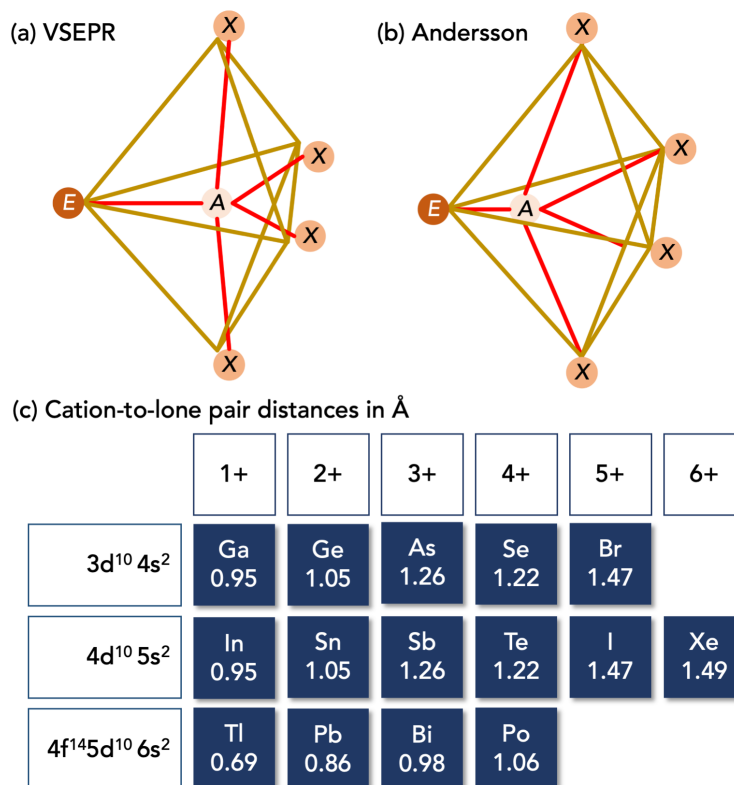 (a) VSEPR
X
X
E
A
X
X
(b) Andersson
X
X
E
A
X
X
(c) Cation-to-lone pair distances in Å
1+ 2+ 3+ 4+ 5+ 6+
3d¹⁰ 4s² Ga Ge As Se Br
0.95 1.05 1.26 1.22 1.47
4d¹⁰ 5s² In Sn Sb Te I Xe
0.95 1.05 1.26 1.22 1.47 1.49
4f¹⁴5d¹⁰ 6s² Tl Pb Bi Po
0.69 0.86 0.98 1.06